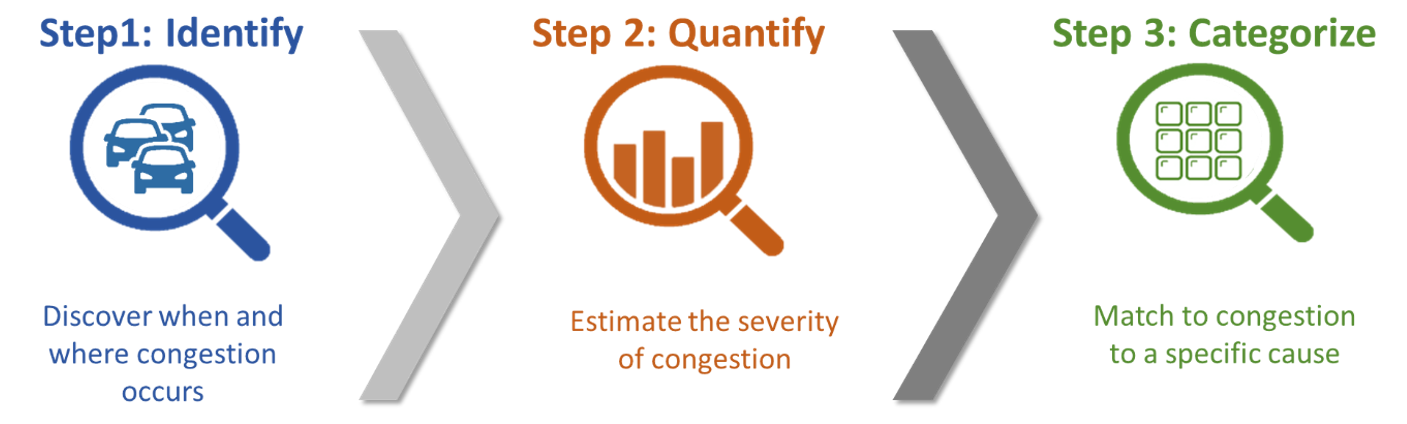 Step1: Identify
Step 2: Quantify
Step 3: Categorize
Discover when and
where congestion
occurs
Estimate the severity
of congestion
Match to congestion
to a specific cause